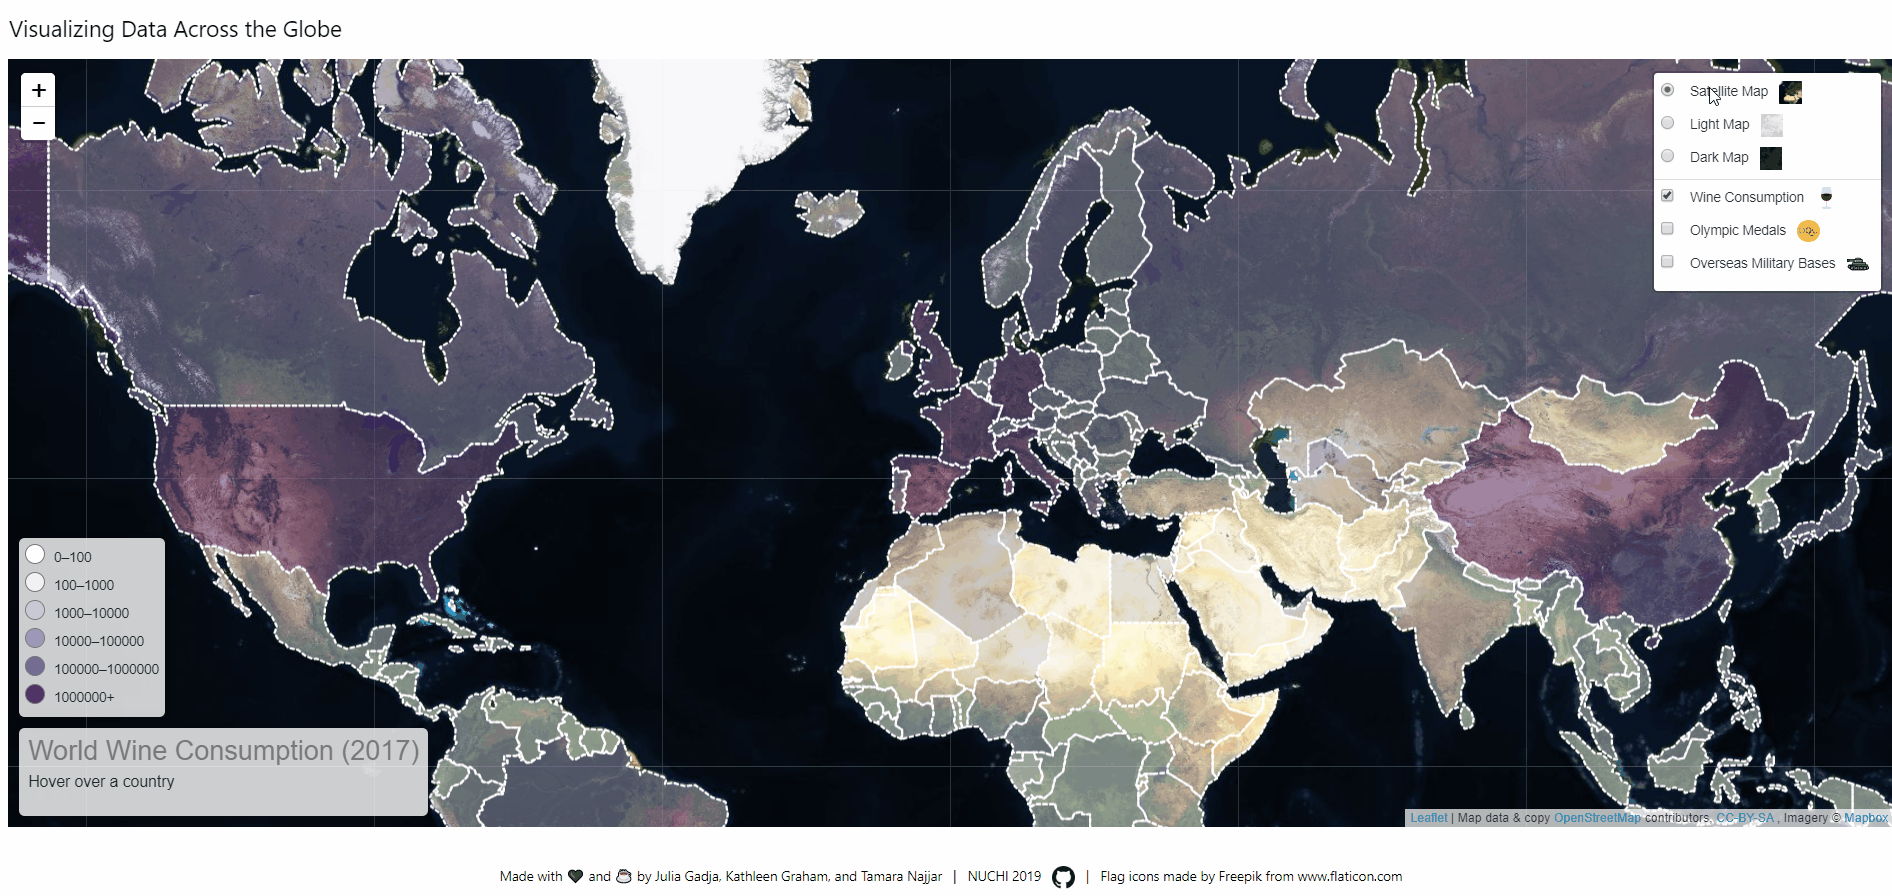 Visualizing Data Across the Globe
+
−
Satellite Map
Light Map
Dark Map
Wine Consumption
Olympic Medals
Overseas Military Bases
0–100
100–1000
1000–10000
10000–100000
100000–1000000
1000000+
World Wine Consumption (2017)
Hover over a country
Leaflet | Map data & copy OpenStreetMap contributors, CC-BY-SA , Imagery © Mapbox
Made with 🖤 and ☕ by Julia Gadja, Kathleen Graham, and Tamara Najjar | NUCHI 2019 | Flag icons made by Freepik from www.flaticon.com